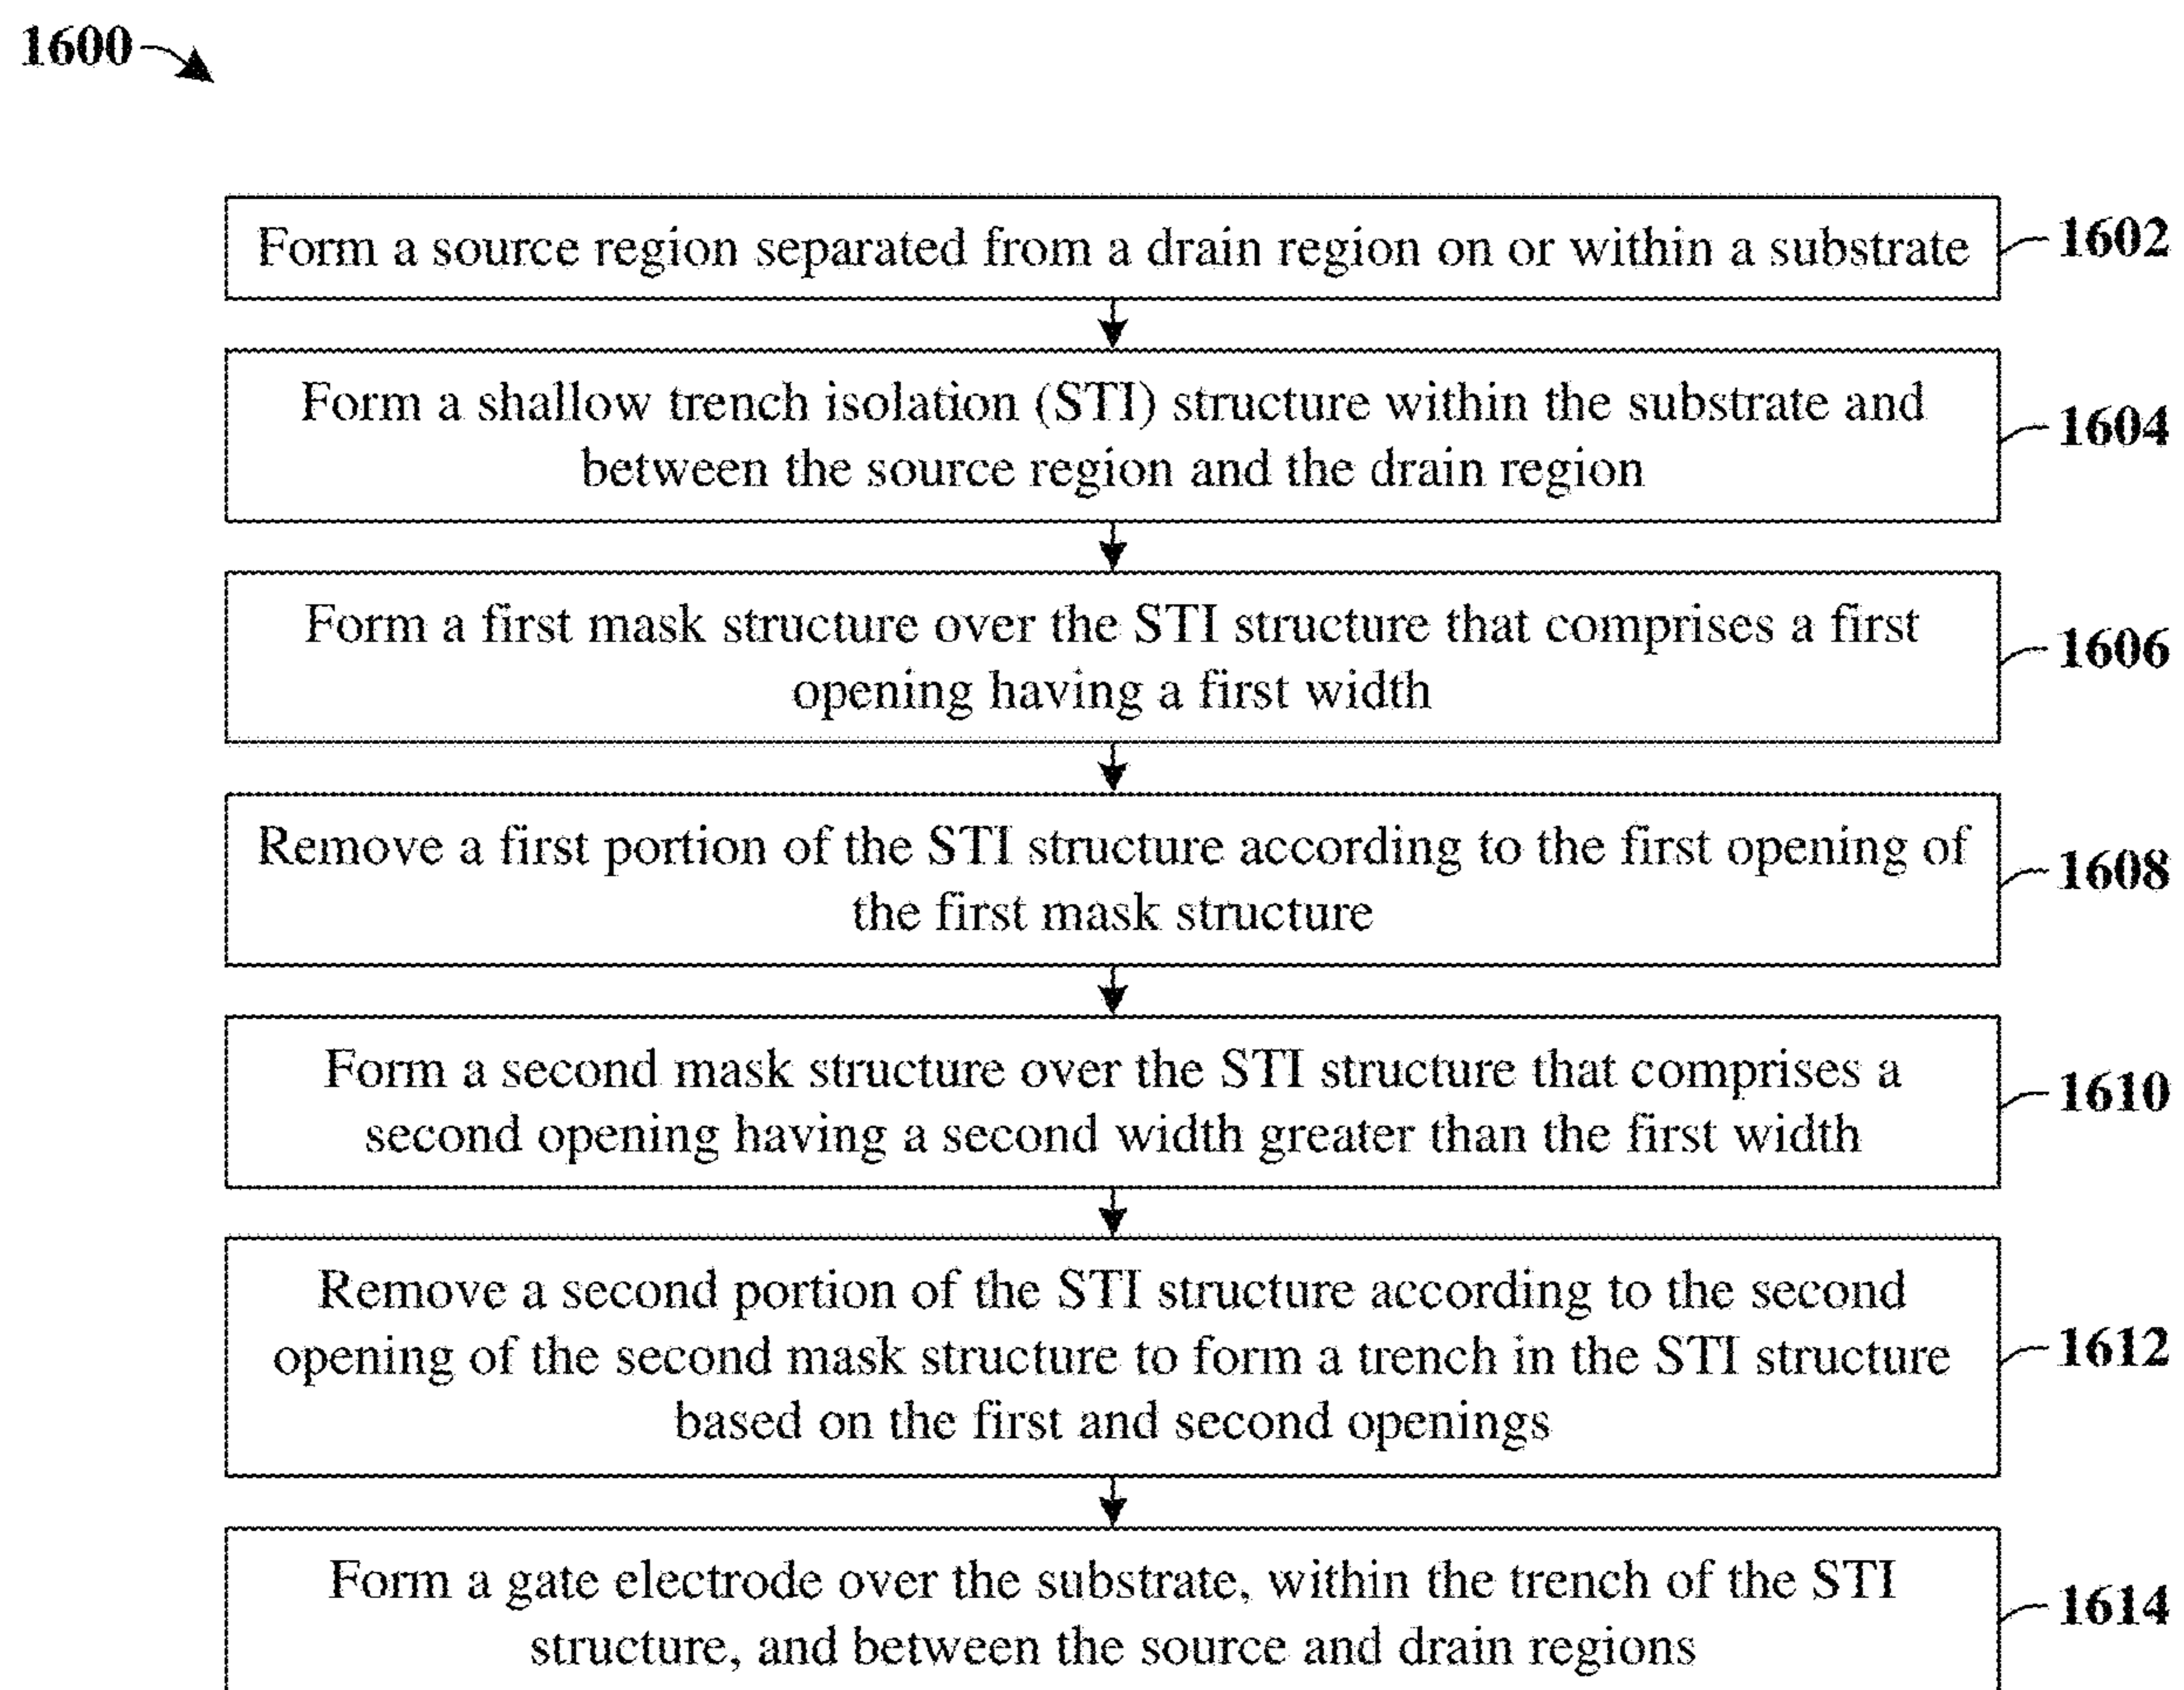 1600
Form a source region separated from a drain region on or within a substrate
1602
Form a shallow trench isolation (STI) structure within the substrate and
between the source region and the drain region
1604
Form a first mask structure over the STI structure that comprises a first
opening having a first width
1606
Remove a first portion of the STI structure according to the first opening of
the first mask structure
1608
Form a second mask structure over the STI structure that comprises a
second opening having a second width greater than the first width
1610
Remove a second portion of the STI structure according to the second
opening of the second mask structure to form a trench in the STI structure
based on the first and second openings
1612
Form a gate electrode over the substrate, within the trench of the STI
structure, and between the source and drain regions
1614